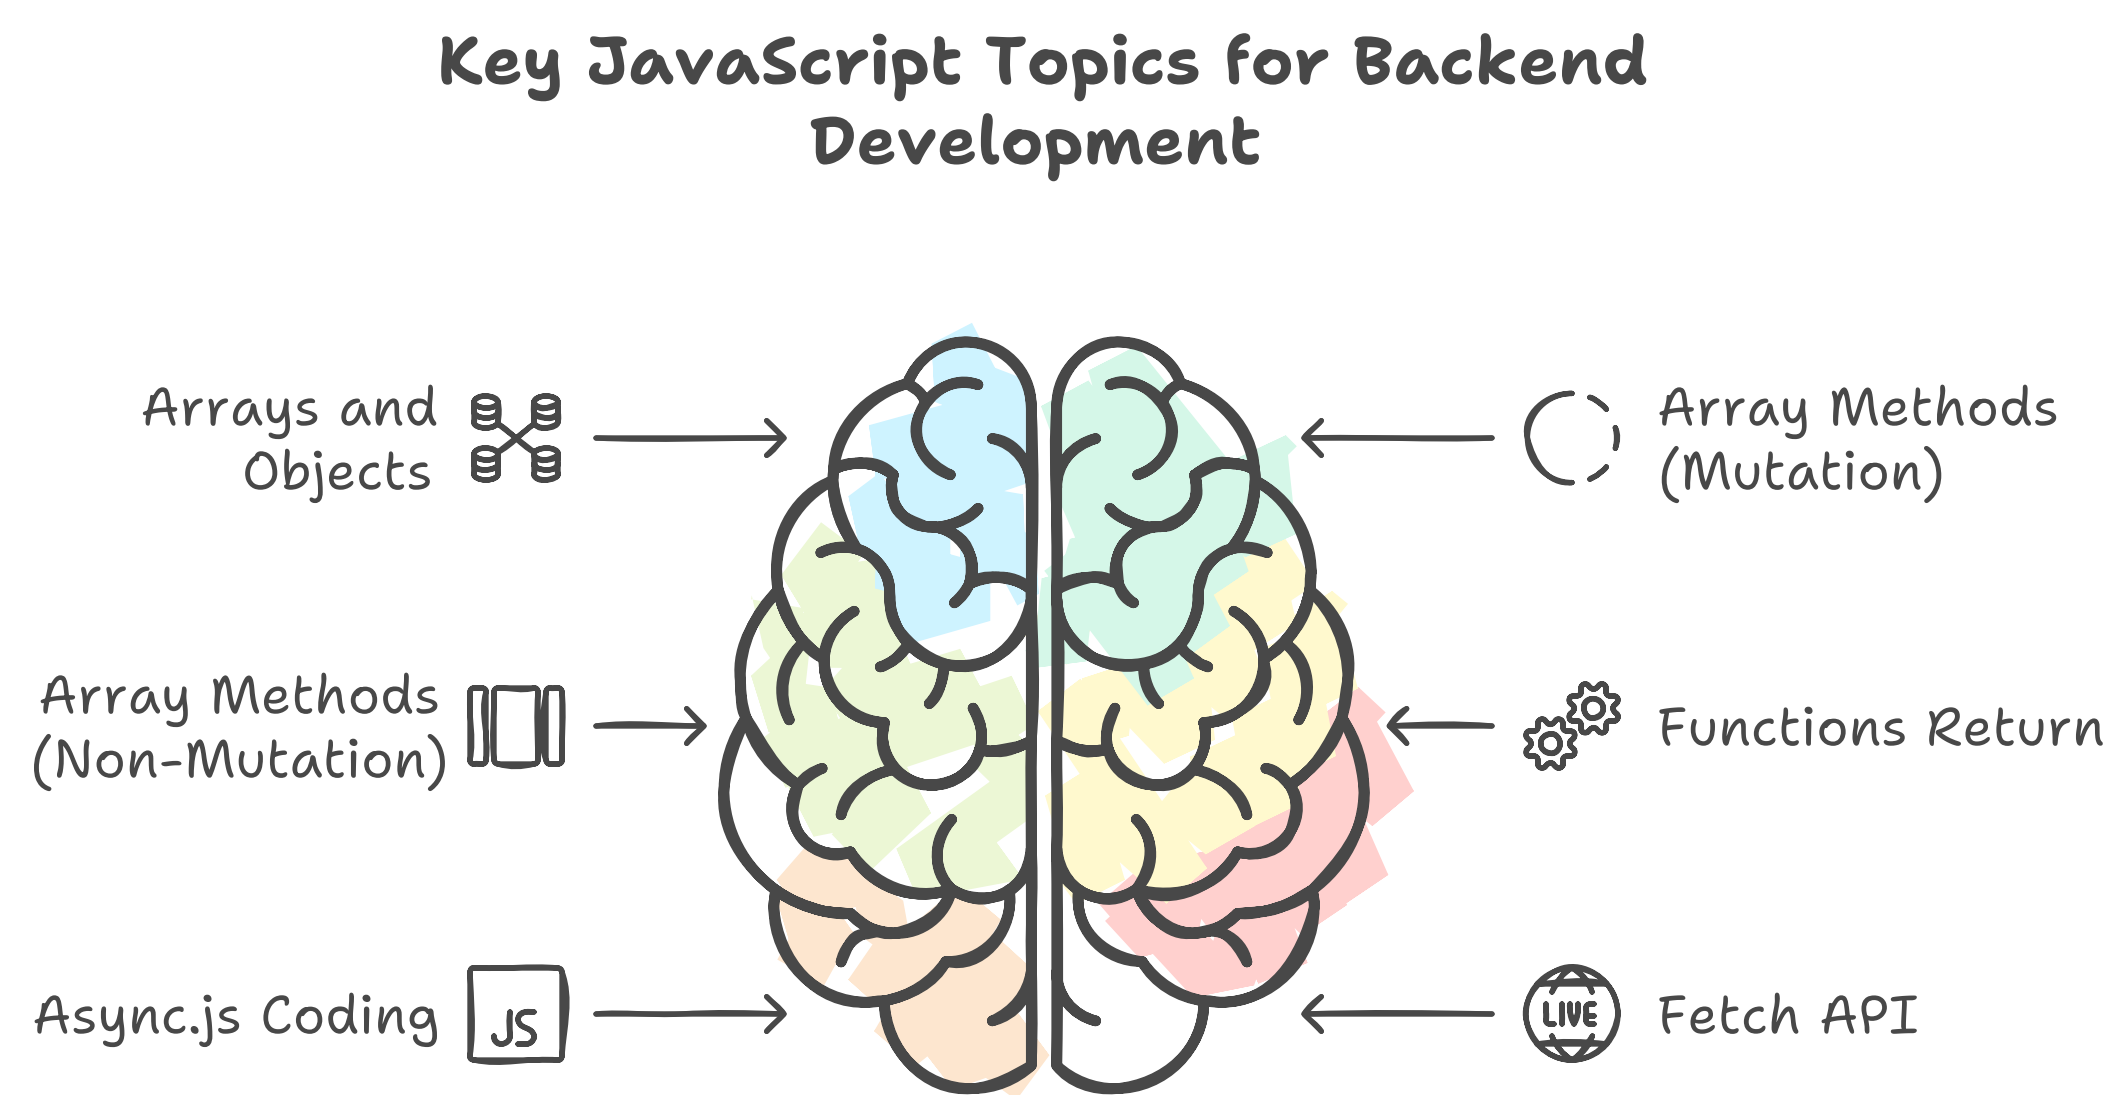 Key JavaScript Topics for Backend
Development
Arrays and
Objects
Array Methods
(Mutation)
Array Methods
(Non-Mutation)
Functions Return
Async.js Coding
JS
LIVE
Fetch API